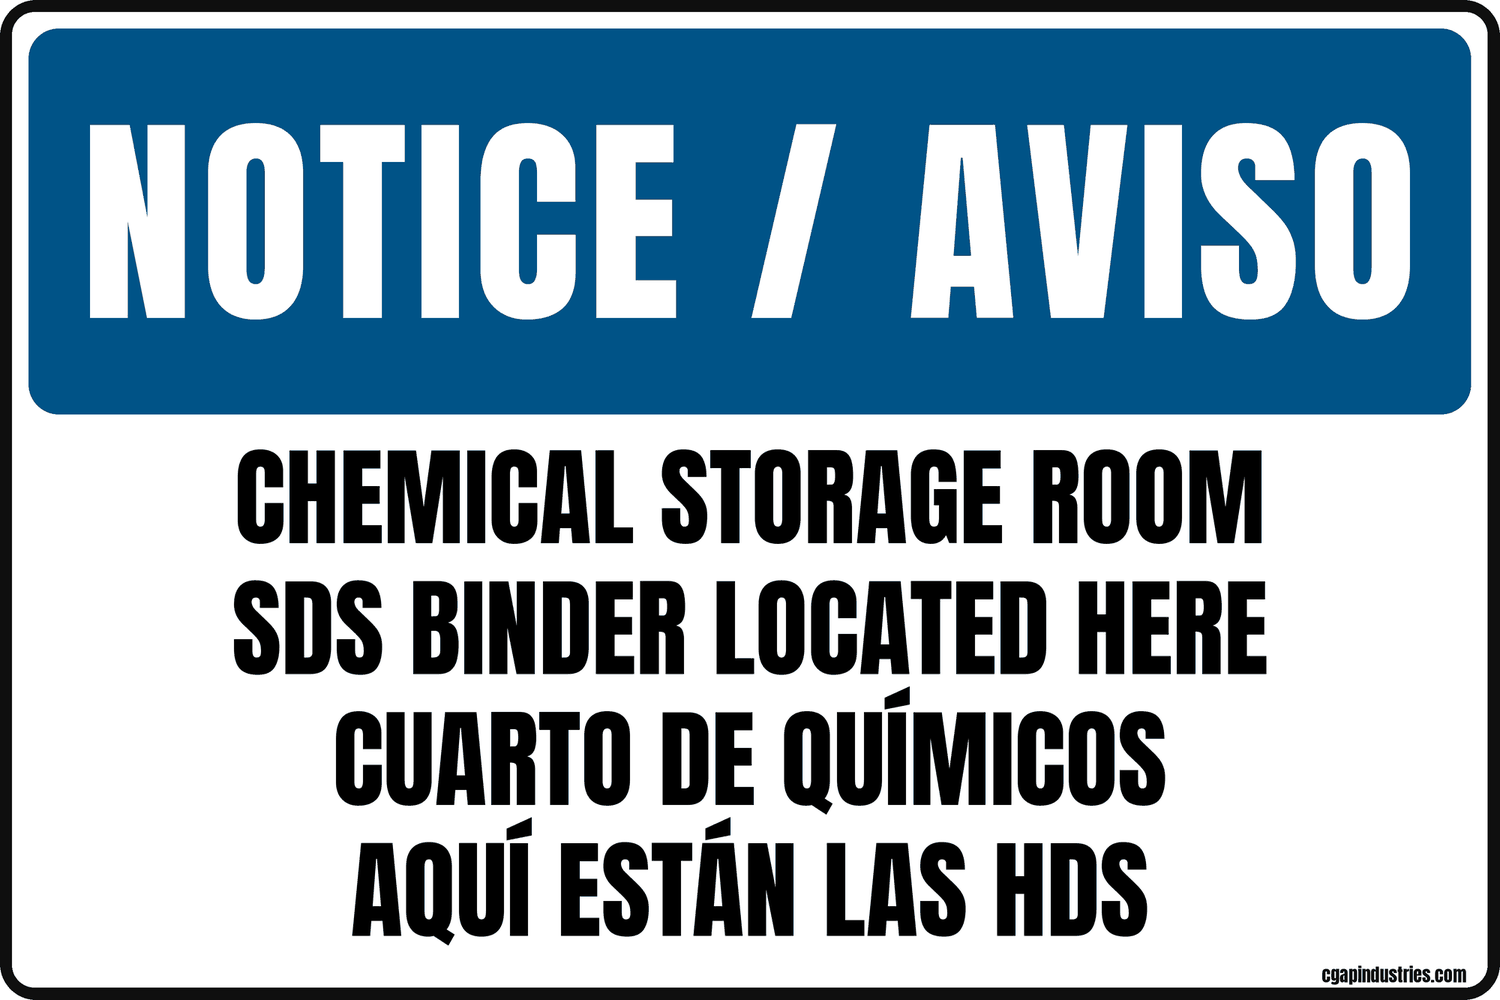 NOTICE / AVISO
CHEMICAL STORAGE ROOM
SDS BINDER LOCATED HERE
CUARTO DE QUÍMICOS
AQUÍ ESTÁN LAS HDS
cgapindustries.com